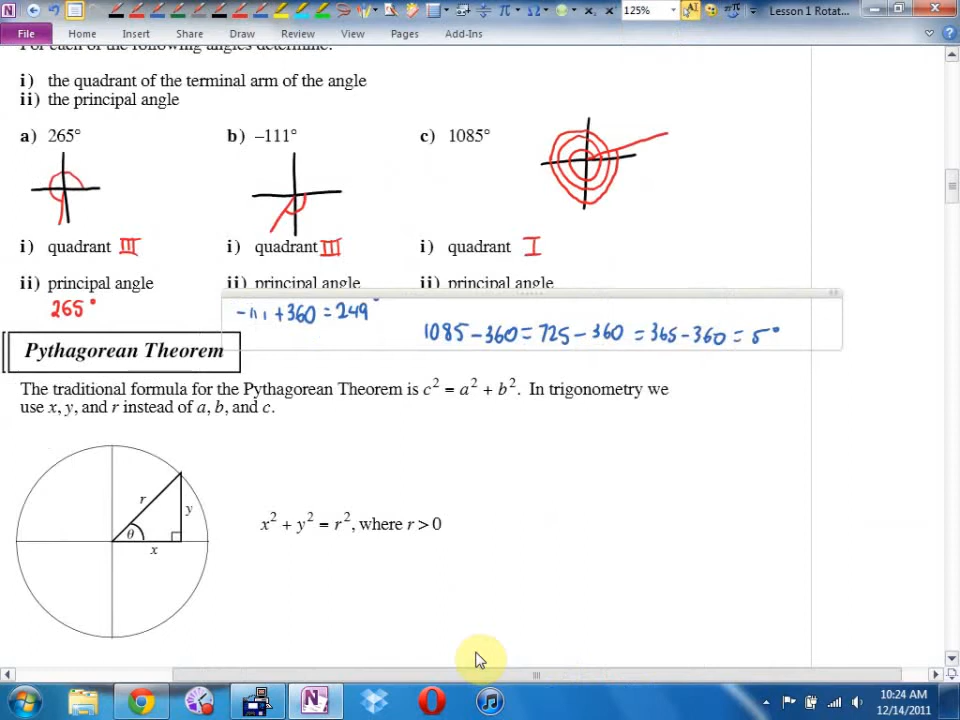 125%
Lesson 1 Rotat...
File Home Insert Share Draw Review View Pages Add-Ins
For each of the following angles determine:
i) the quadrant of the terminal arm of the angle
ii) the principal angle
a) 265° b) –111° c) 1085°
i) quadrant III i) quadrant III i) quadrant I
ii) principal angle ii) principal angle ii) principal angle
265°
-111+360=249°
1085-360=725-360=365-360=5°
Pythagorean Theorem
The traditional formula for the Pythagorean Theorem is c² = a² + b². In trigonometry we
use x, y, and r instead of a, b, and c.
r
y
θ
x
x² + y² = r², where r > 0
10:24 AM
12/14/2011